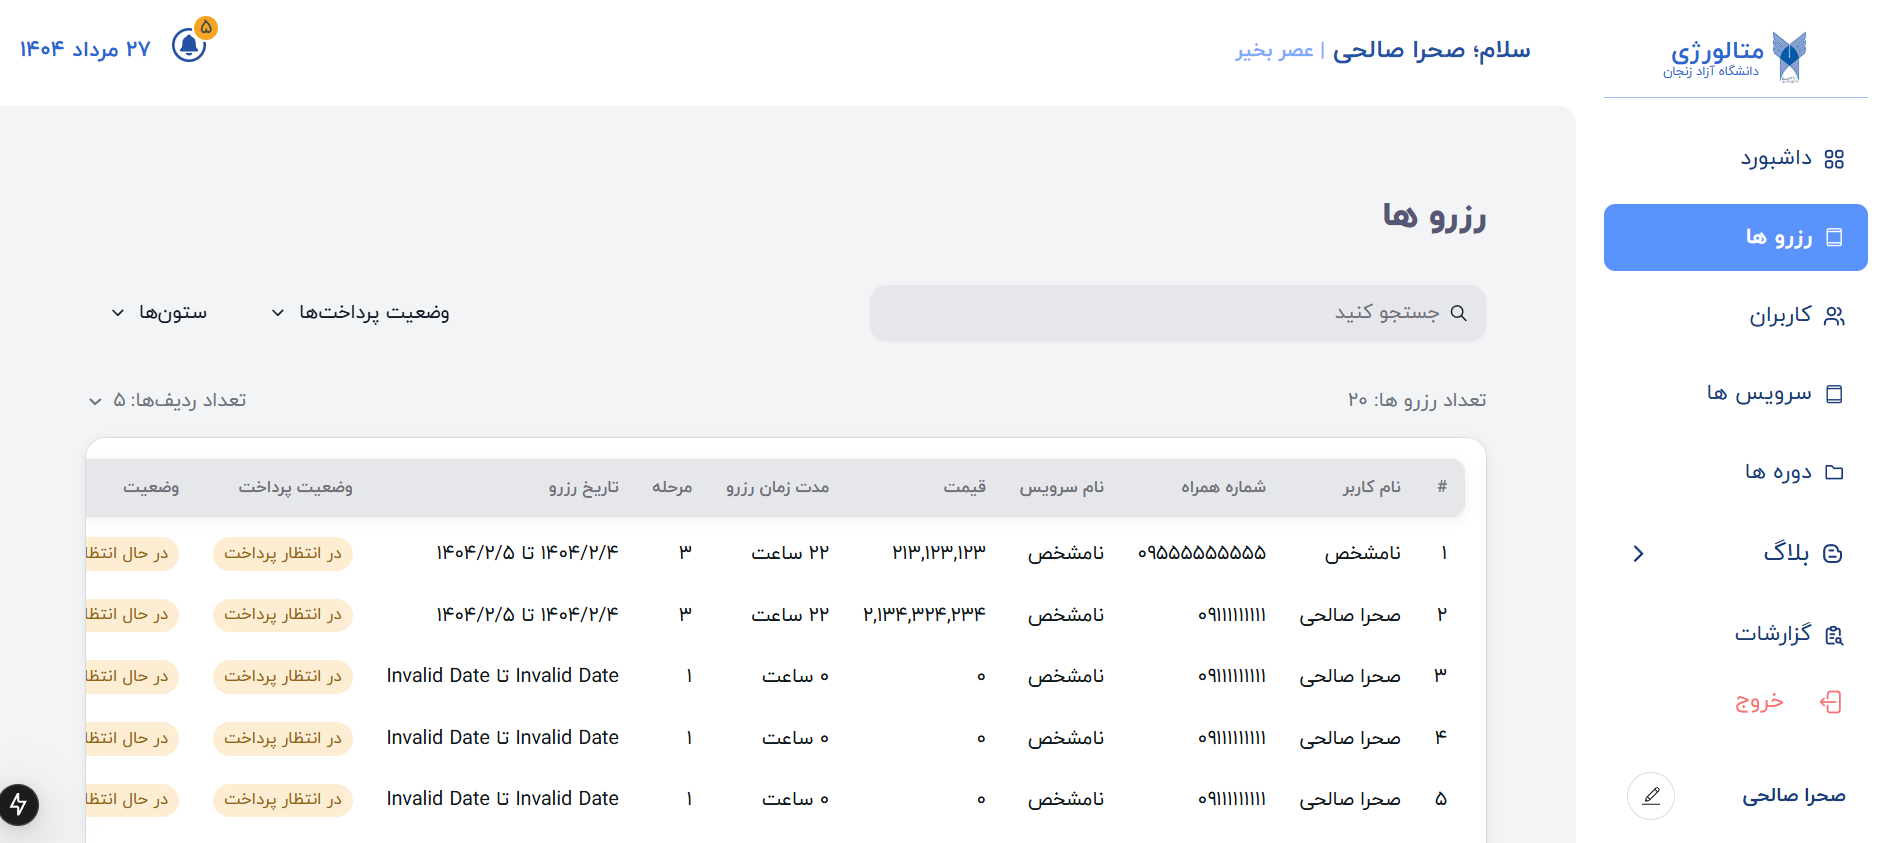 متالورژی
دانشگاه آزاد زنجان
داشبورد
رزرو ها
کاربران
سرویس ها
دوره ها
بلاگ
گزارشات
خروج
صحرا صالحی
سلام؛ صحرا صالحی | عصر بخیر
۵
۲۷ مرداد ۱۴۰۴
رزرو ها
جستجو کنید
وضعیت پرداخت‌ها
ستون‌ها
تعداد رزرو ها: ۲۰
تعداد ردیف‌ها: ۵
# نام کاربر شماره همراه نام سرویس قیمت مدت زمان رزرو مرحله تاریخ رزرو وضعیت پرداخت وضعیت
۱ نامشخص ۰۹۵۵۵۵۵۵۵۵۵ نامشخص ۲۱۳,۱۲۳,۱۲۳ ۲۲ ساعت ۳ ۱۴۰۴/۲/۴ تا ۱۴۰۴/۲/۵ در انتظار پرداخت در حال انتظا
۲ صحرا صالحی ۰۹۱۱۱۱۱۱۱۱۱ نامشخص ۲,۱۳۴,۳۲۴,۲۳۴ ۲۲ ساعت ۳ ۱۴۰۴/۲/۴ تا ۱۴۰۴/۲/۵ در انتظار پرداخت در حال انتظا
۳ صحرا صالحی ۰۹۱۱۱۱۱۱۱۱۱ نامشخص ۰ ۰ ساعت ۱ Invalid Date تا Invalid Date در انتظار پرداخت در حال انتظا
۴ صحرا صالحی ۰۹۱۱۱۱۱۱۱۱۱ نامشخص ۰ ۰ ساعت ۱ Invalid Date تا Invalid Date در انتظار پرداخت در حال انتظا
۵ صحرا صالحی ۰۹۱۱۱۱۱۱۱۱۱ نامشخص ۰ ۰ ساعت ۱ Invalid Date تا Invalid Date در انتظار پرداخت در حال انتظا